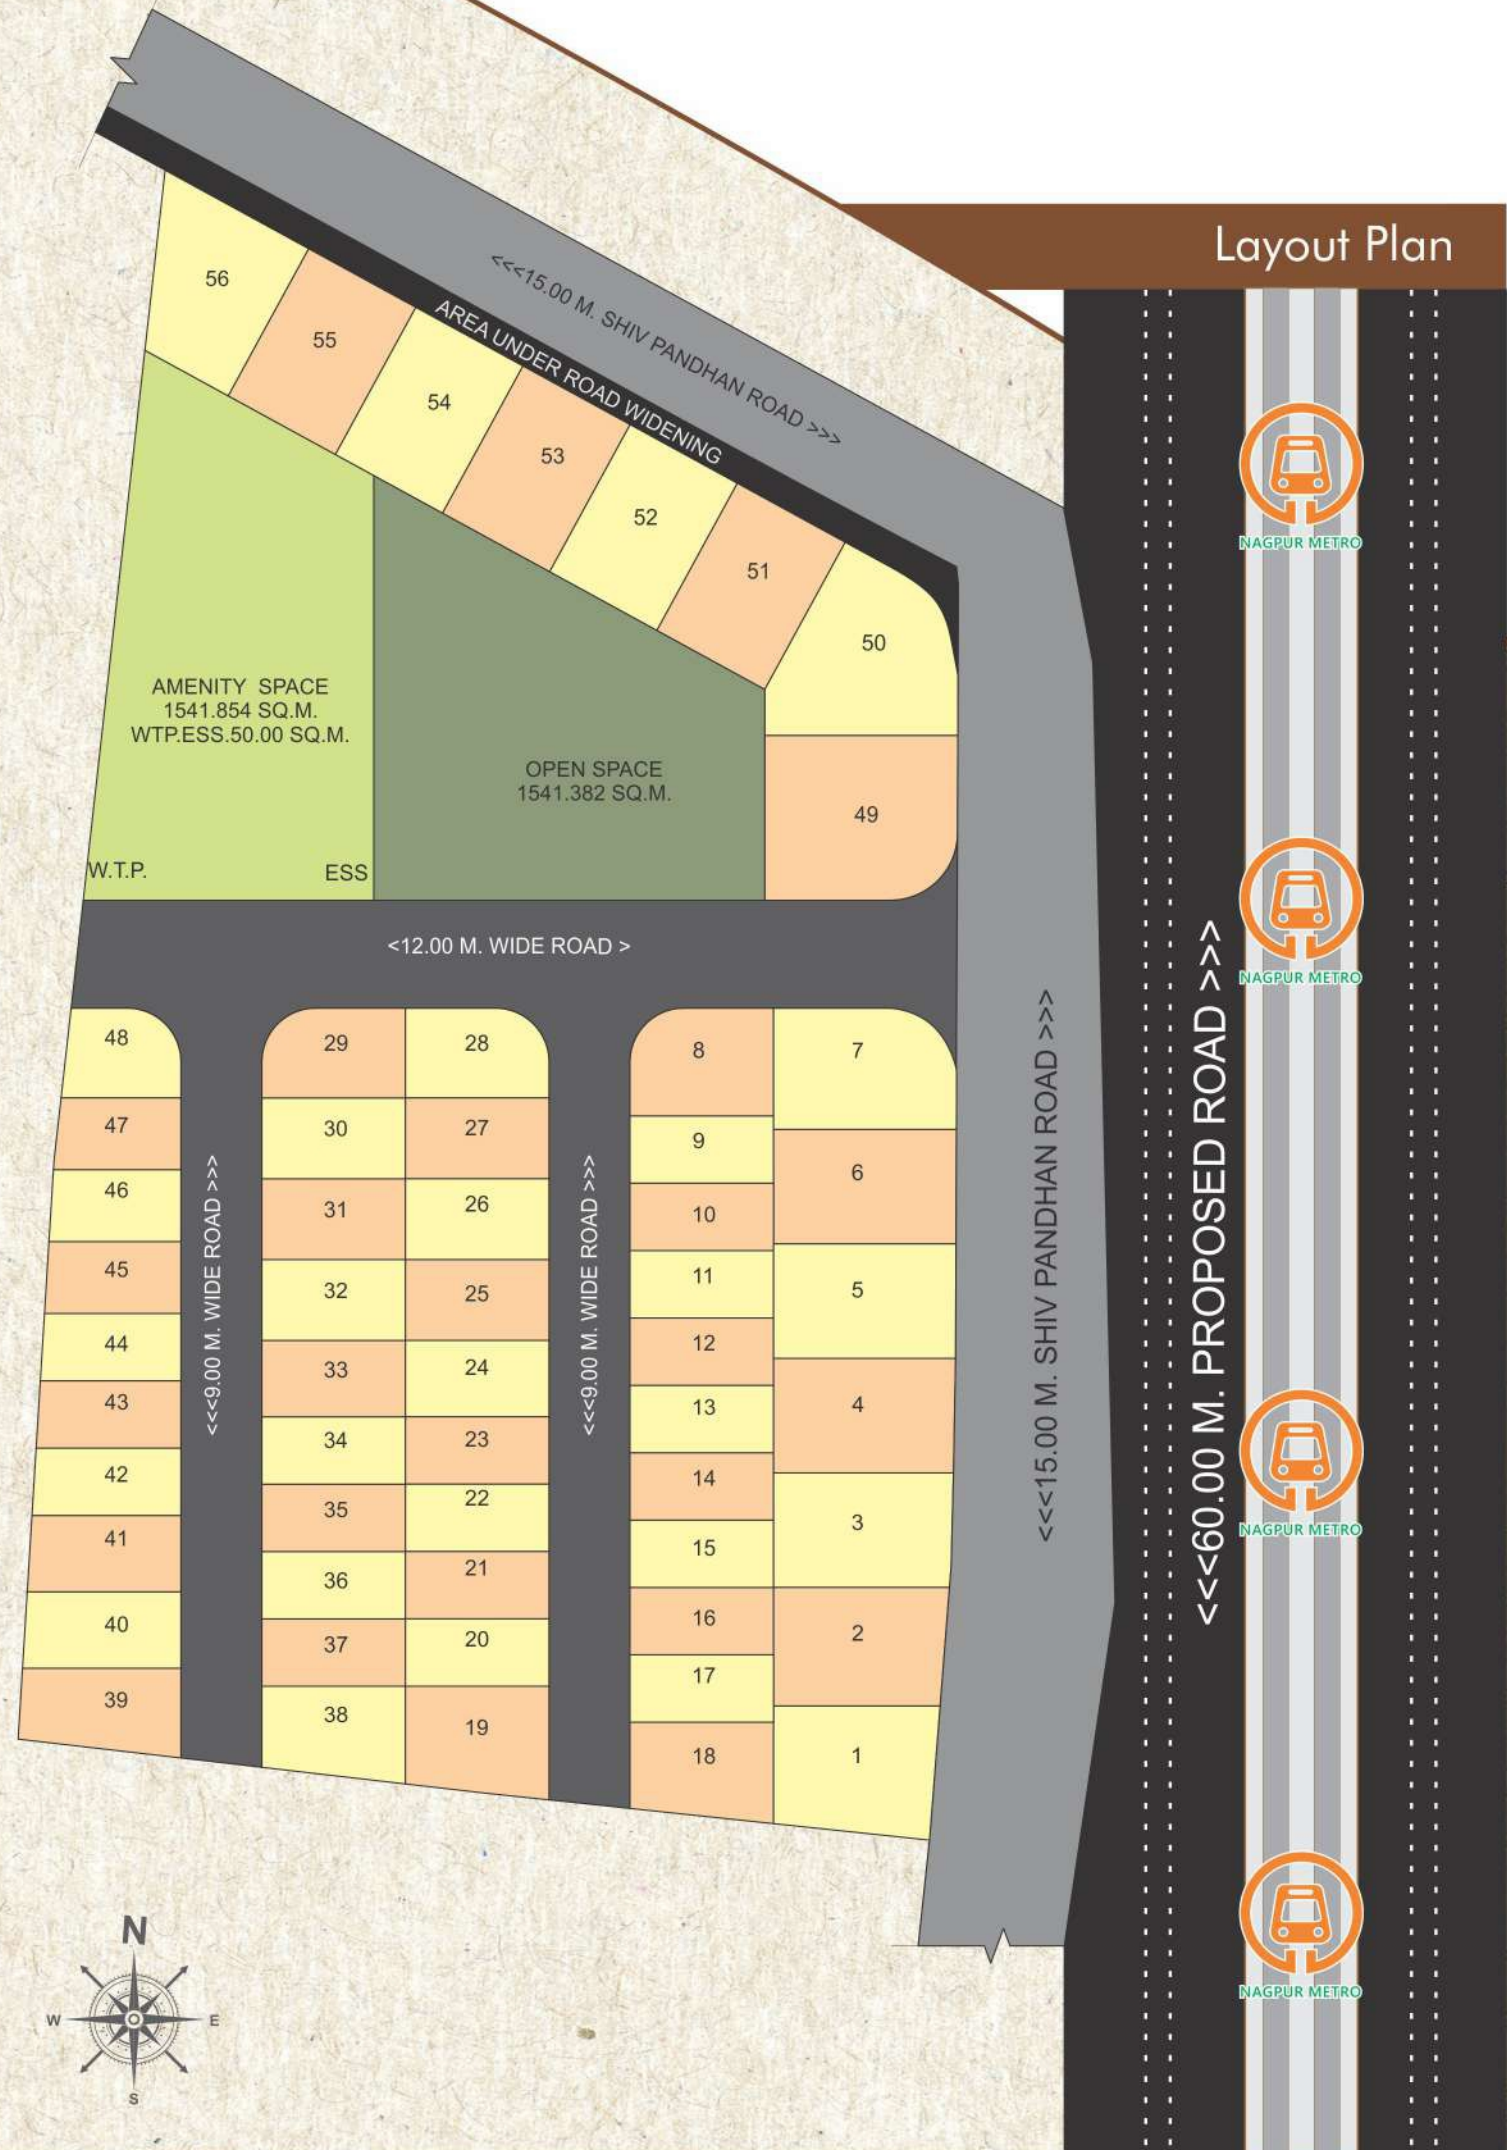 Layout Plan
<<<15.00 M. SHIV PANDHAN ROAD >>>
AREA UNDER ROAD WIDENING
56
55
54
53
52
51
50
49
AMENITY SPACE
1541.854 SQ.M.
WTP.ESS.50.00 SQ.M.
OPEN SPACE
1541.382 SQ.M.
W.T.P.
ESS
<12.00 M. WIDE ROAD >
48
47
46
45
44
43
42
41
40
39
<<<9.00 M. WIDE ROAD >>>
29
30
31
32
33
34
35
36
37
38
28
27
26
25
24
23
22
21
20
19
<<<9.00 M. WIDE ROAD >>>
8
9
10
11
12
13
14
15
16
17
18
7
6
5
4
3
2
1
<<<15.00 M. SHIV PANDHAN ROAD >>>
<<<60.00 M. PROPOSED ROAD >>>
NAGPUR METRO
NAGPUR METRO
NAGPUR METRO
NAGPUR METRO
N
W
E
S